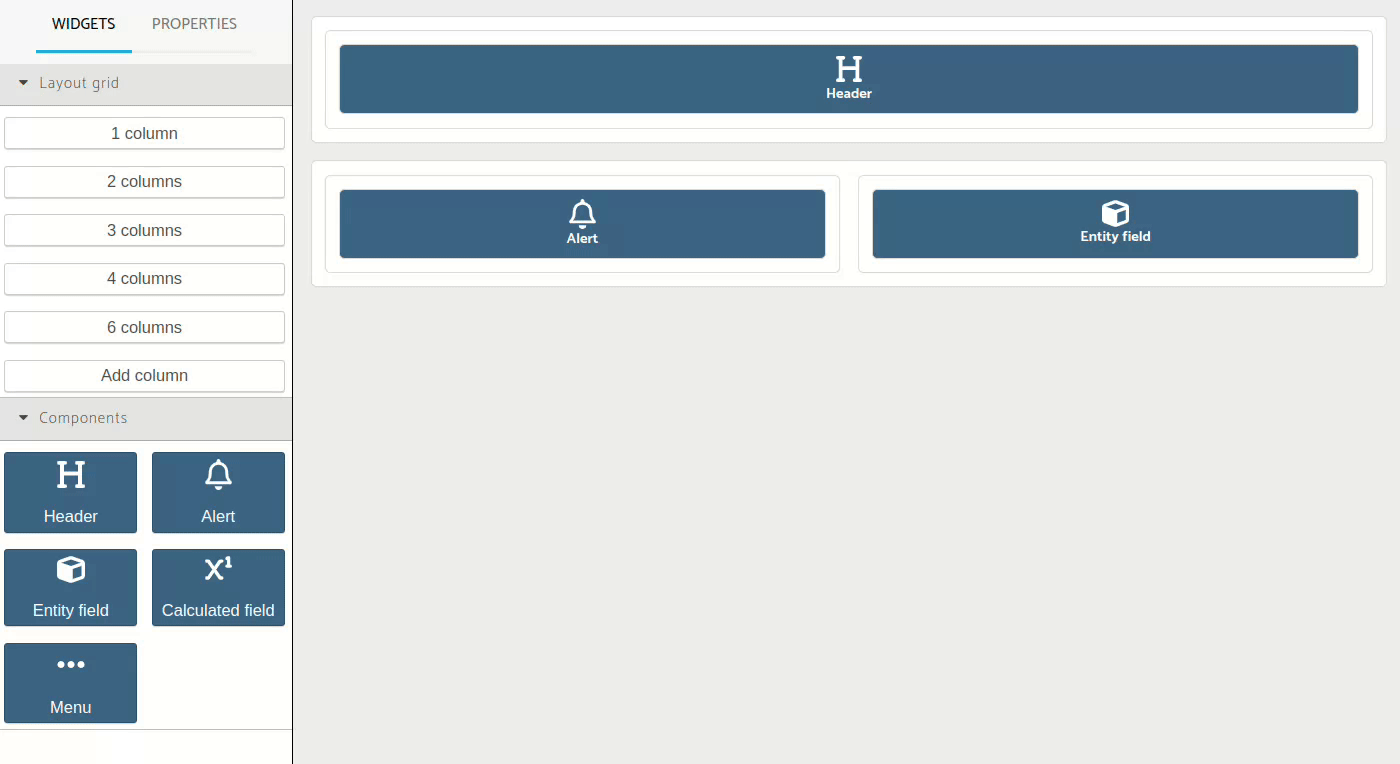 WIDGETS PROPERTIES
Layout grid
1 column
2 columns
3 columns
4 columns
6 columns
Add column
Components
Header Alert
Entity field Calculated field
Menu
Header
Alert Entity field